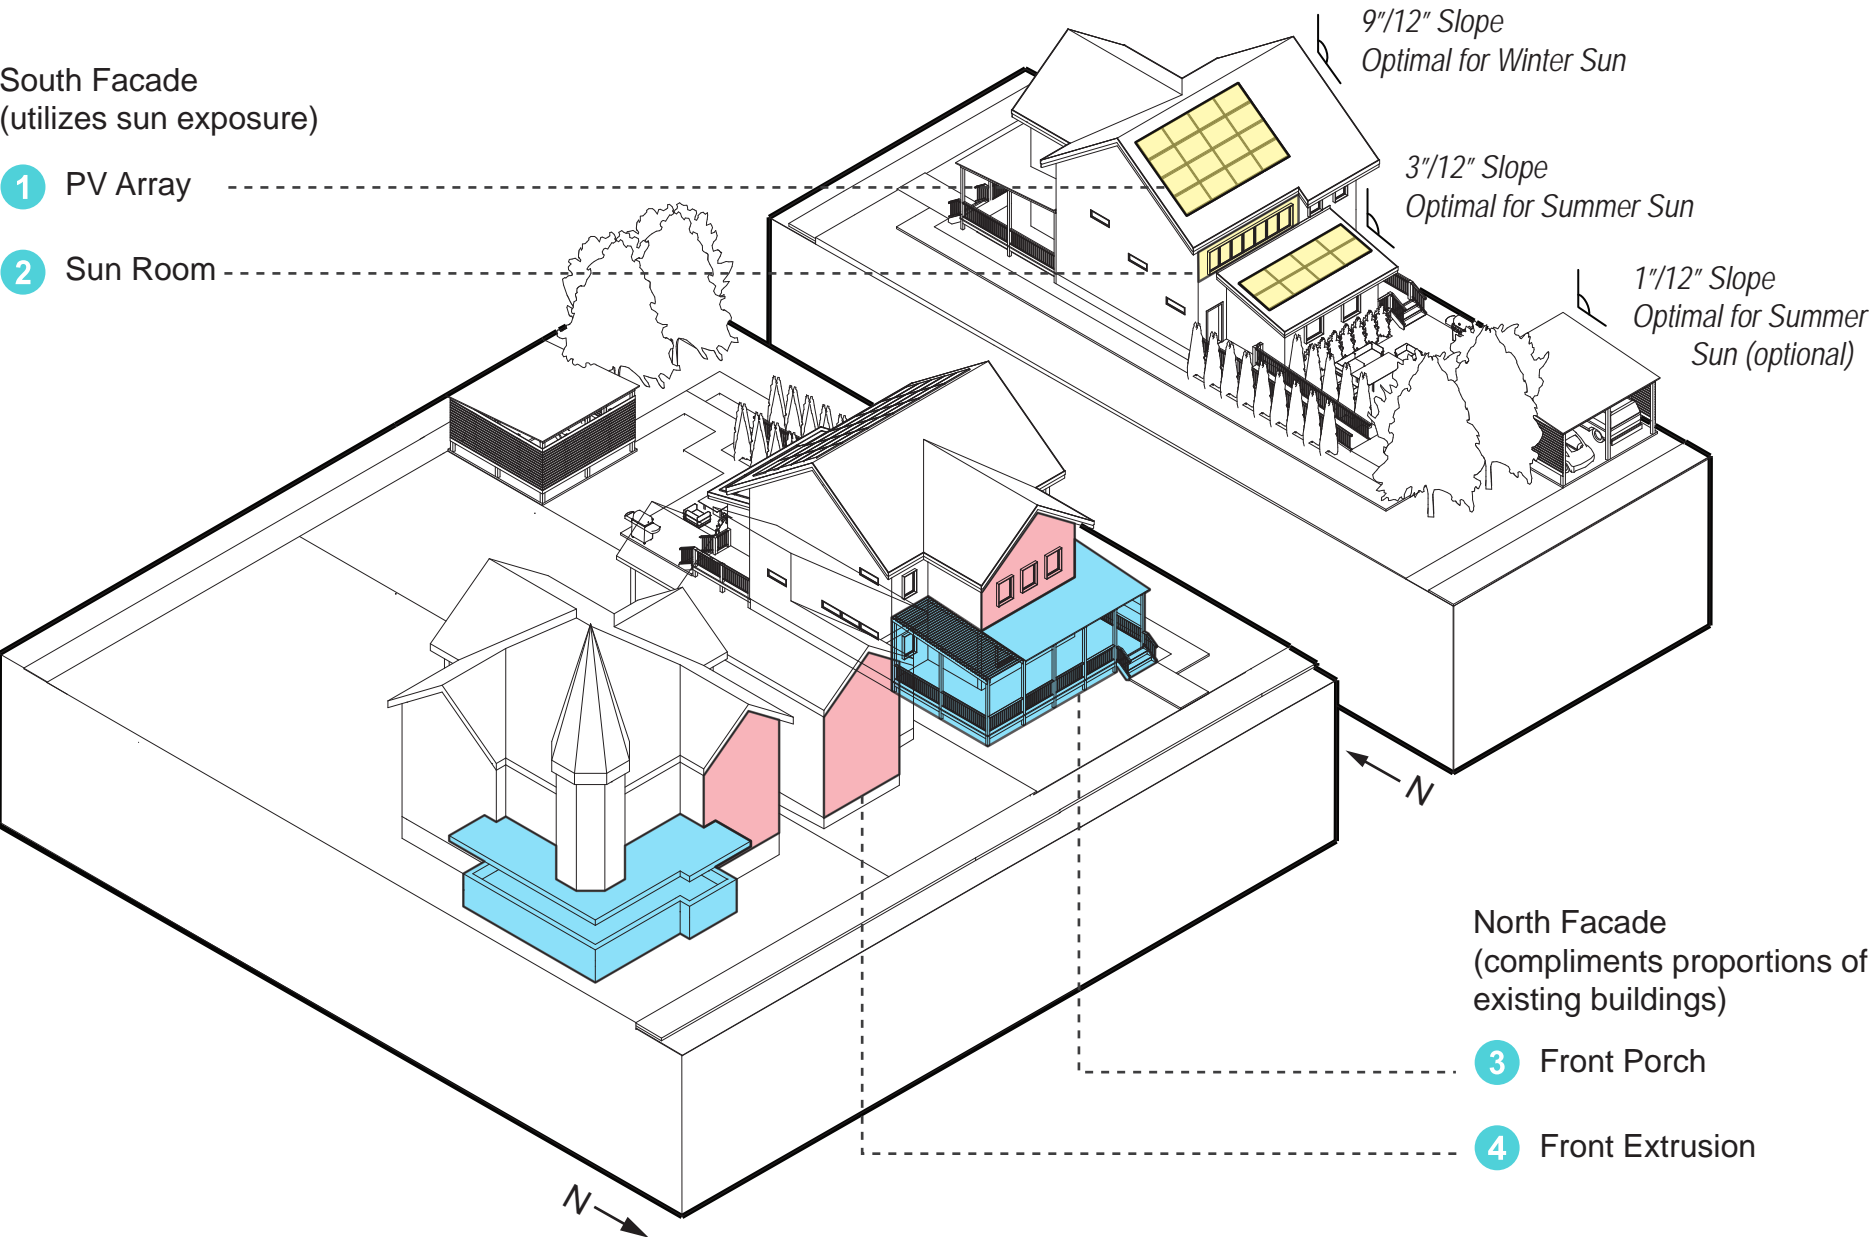 South Facade
(utilizes sun exposure)
1 PV Array
2 Sun Room
9"/12" Slope
Optimal for Winter Sun
3"/12" Slope
Optimal for Summer Sun
1"/12" Slope
Optimal for Summer
Sun (optional)
N
North Facade
(compliments proportions of
existing buildings)
3 Front Porch
4 Front Extrusion
N